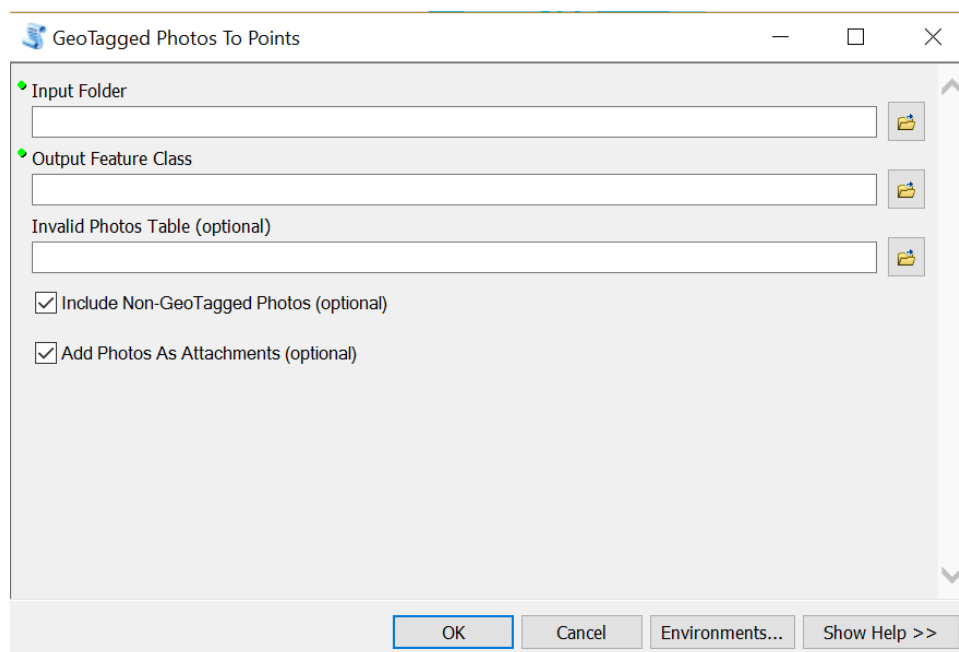 GeoTagged Photos To Points
Input Folder
Output Feature Class
Invalid Photos Table (optional)
Include Non-GeoTagged Photos (optional)
Add Photos As Attachments (optional)
OK Cancel Environments... Show Help >>